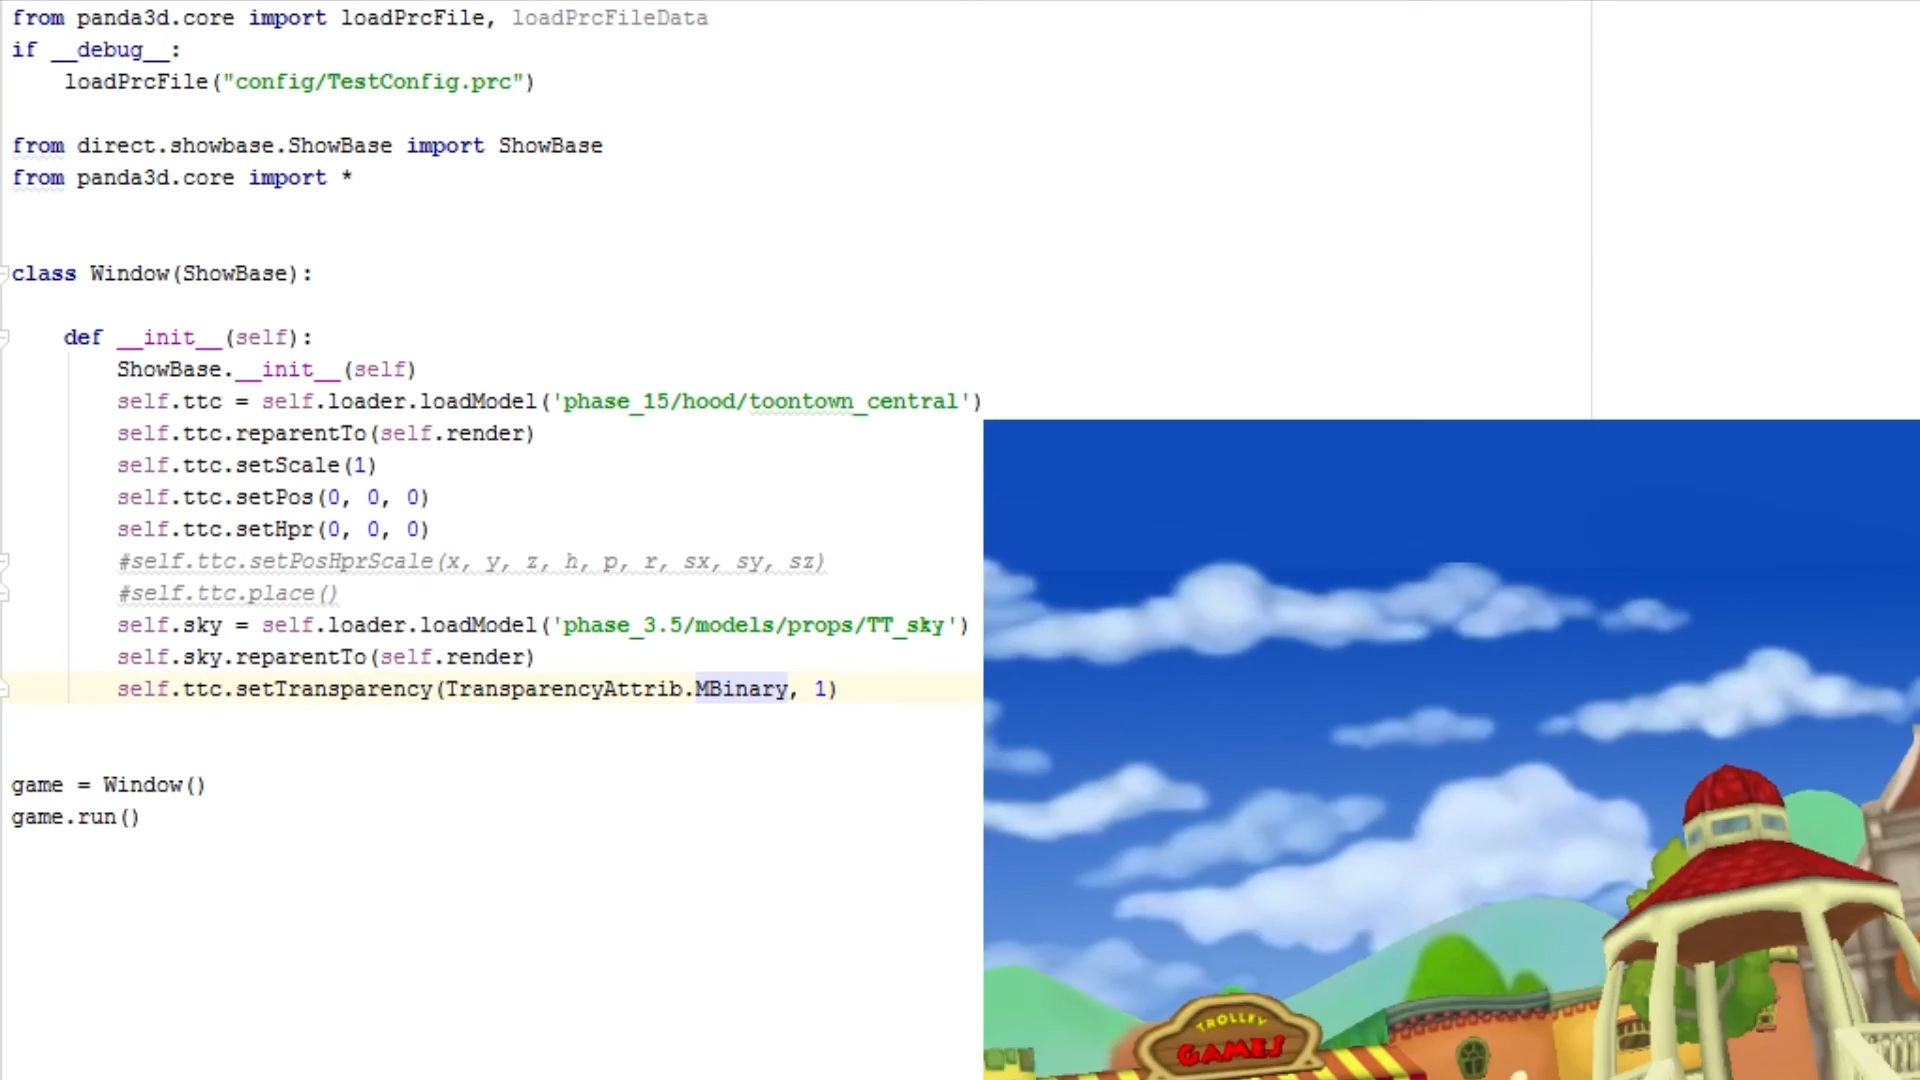 from panda3d.core import loadPrcFile, loadPrcFileData
if __debug__:
    loadPrcFile("config/TestConfig.prc")
from direct.showbase.ShowBase import ShowBase
from panda3d.core import *
class Window(ShowBase):
    def __init__(self):
        ShowBase.__init__(self)
        self.ttc = self.loader.loadModel('phase_15/hood/toontown_central')
        self.ttc.reparentTo(self.render)
        self.ttc.setScale(1)
        self.ttc.setPos(0, 0, 0)
        self.ttc.setHpr(0, 0, 0)
        #self.ttc.setPosHprScale(x, y, z, h, p, r, sx, sy, sz)
        #self.ttc.place()
        self.sky = self.loader.loadModel('phase_3.5/models/props/TT_sky')
        self.sky.reparentTo(self.render)
        self.ttc.setTransparency(TransparencyAttrib.MBinary, 1)
game = Window()
game.run()
TROLLEY
GAMES